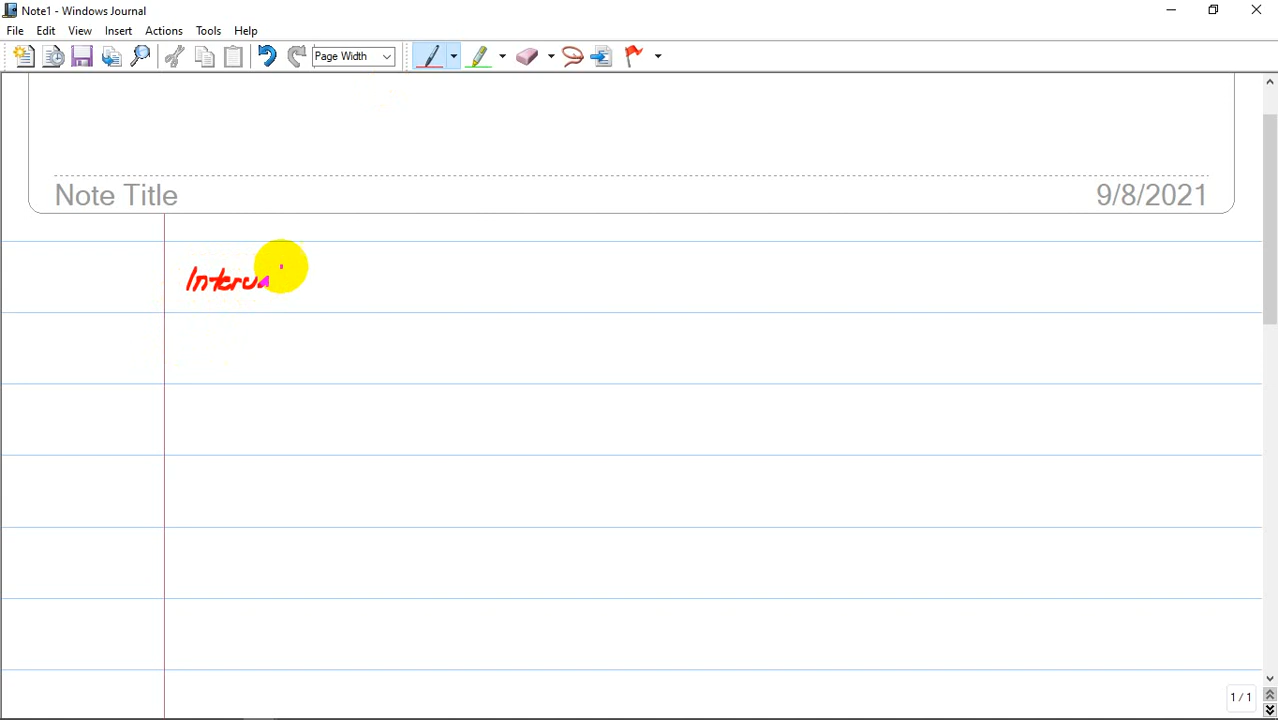 Note1 - Windows Journal
File Edit View Insert Actions Tools Help
Page Width
Note Title 9/8/2021
Interva
1 / 1